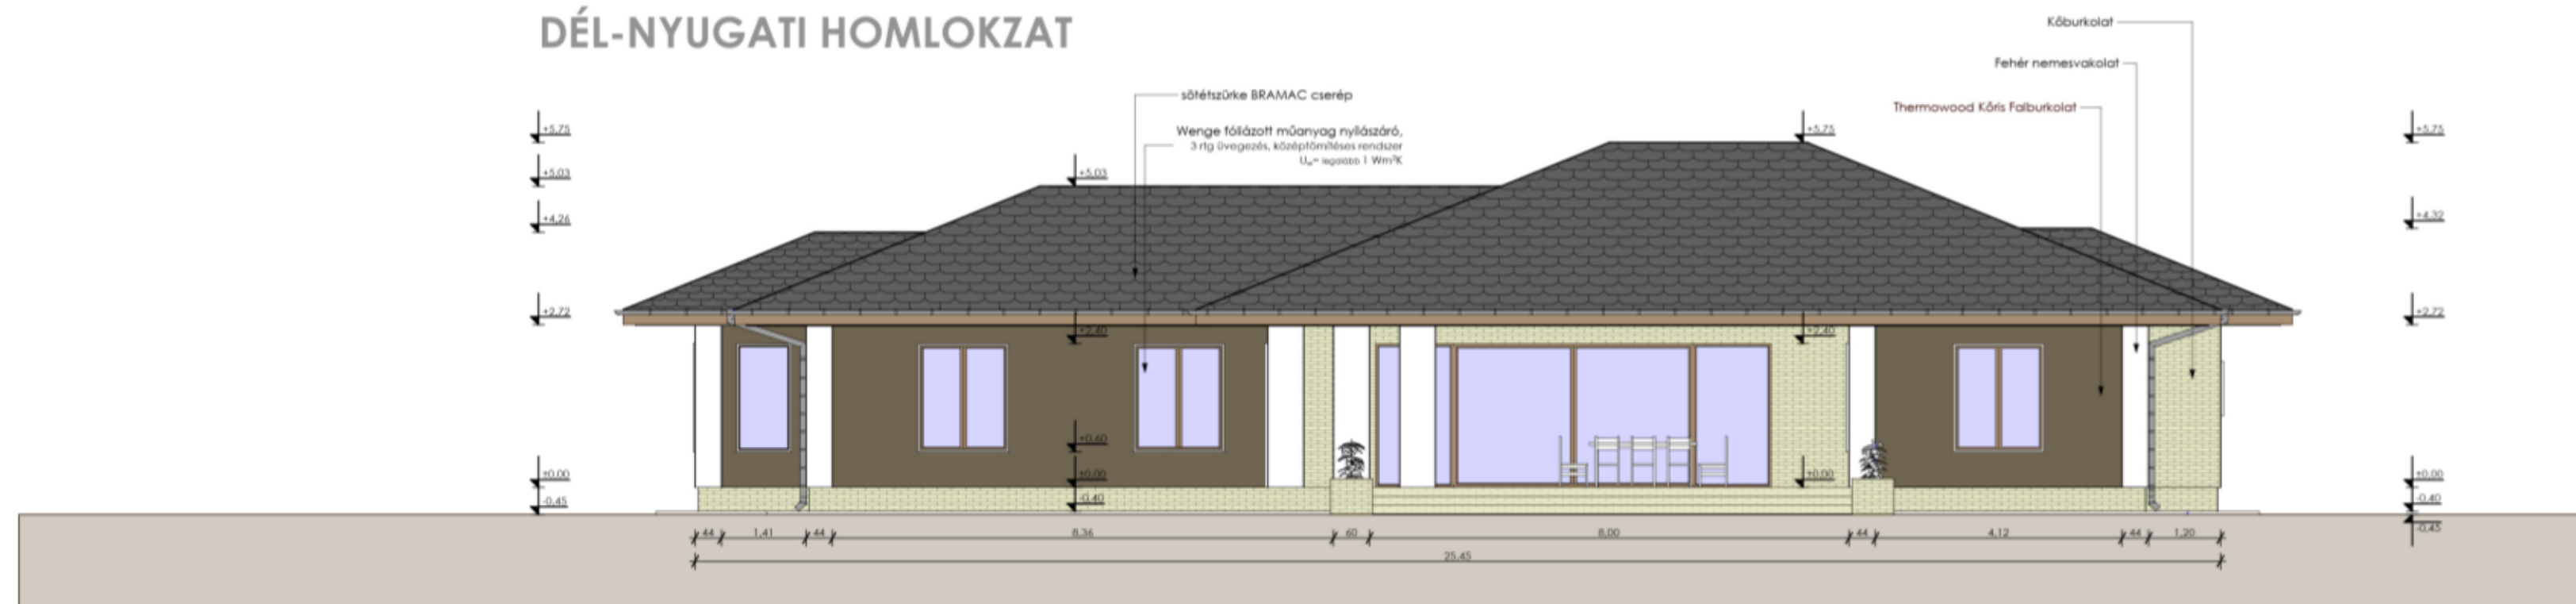 DÉL-NYUGATI HOMLOKZAT
Kőburkolat
Fehér nemesvakolat
Thermowood Kőris Falburkolat
sötétszürke BRAMAC cserép
Wenge fóliázott műanyag nyílászáró,
3 rtg üvegezés, középtömítéses rendszer
Uw= legalább 1 Wm²K
+5,75
+5,03
+4,26
+2,72
±0,00
-0,45
+5,03
+2,40
+0,60
±0,00
-0,40
+5,75
+2,40
±0,00
+5,75
+4,32
+2,72
±0,00
-0,40
-0,45
44 1,41 44 8,36 60 8,00 44 4,12 44 1,20
25,45